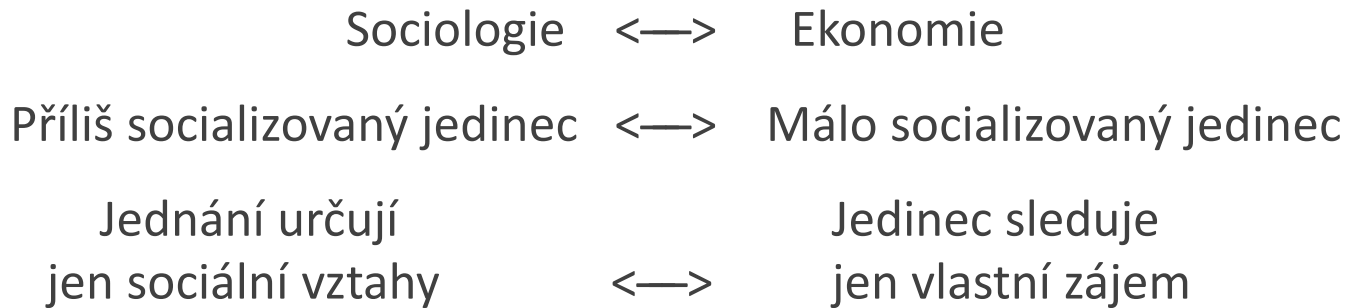 Sociologie <—> Ekonomie
Příliš socializovaný jedinec <—> Málo socializovaný jedinec
Jednání určují Jedinec sleduje
jen sociální vztahy <—> jen vlastní zájem